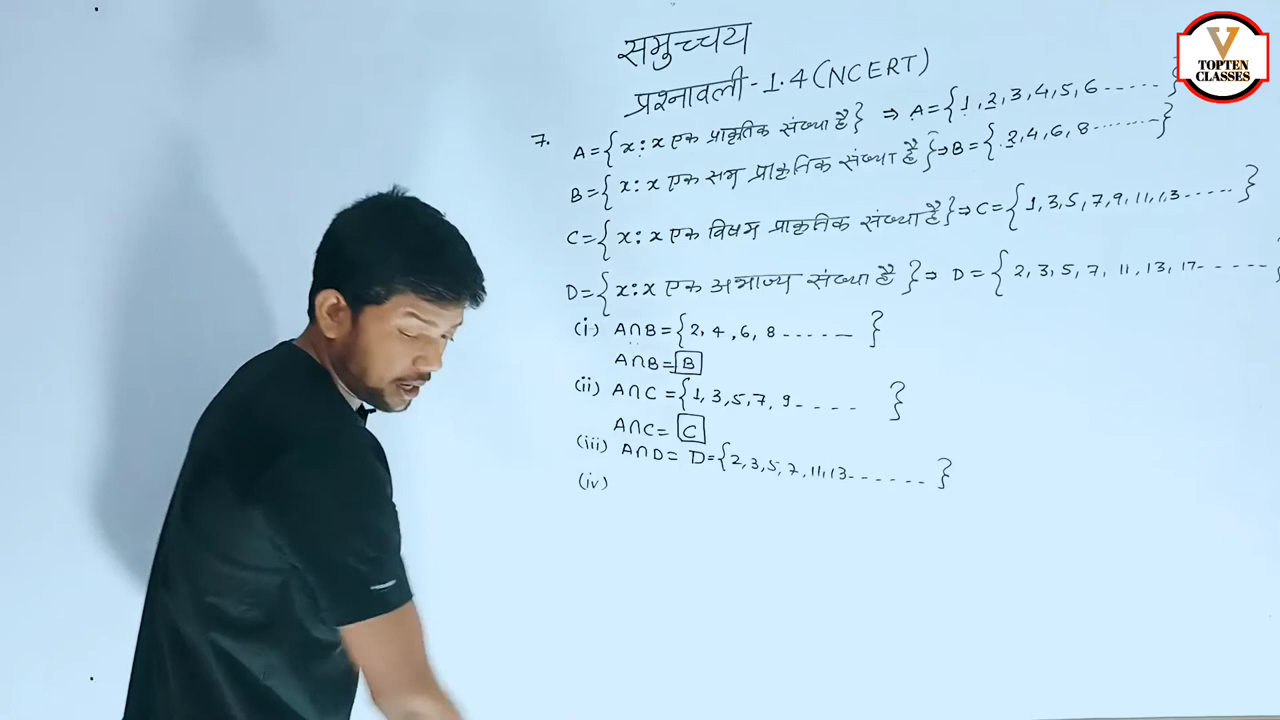 समुच्चय
प्रश्नावली-1.4 (NCERT)
7. A={x:x एक प्राकृतिक संख्या है} ⇒ A={1,2,3,4,5,6.......}
B={x:x एक सम प्राकृतिक संख्या है}⇒B={2,4,6,8.........}
C={x:x एक विषम प्राकृतिक संख्या है}⇒C={1,3,5,7,9,11,13......}
D={x:x एक अभाज्य संख्या है}⇒ D={2,3,5,7,11,13,17------}
(i) A∩B={2,4,6,8------}
A∩B=B
(ii) A∩C={1,3,5,7,9----}
A∩C= C
(iii) A∩D= D={2,3,5,7,11,13-------}
(iv)
V
TOPTEN
CLASSES